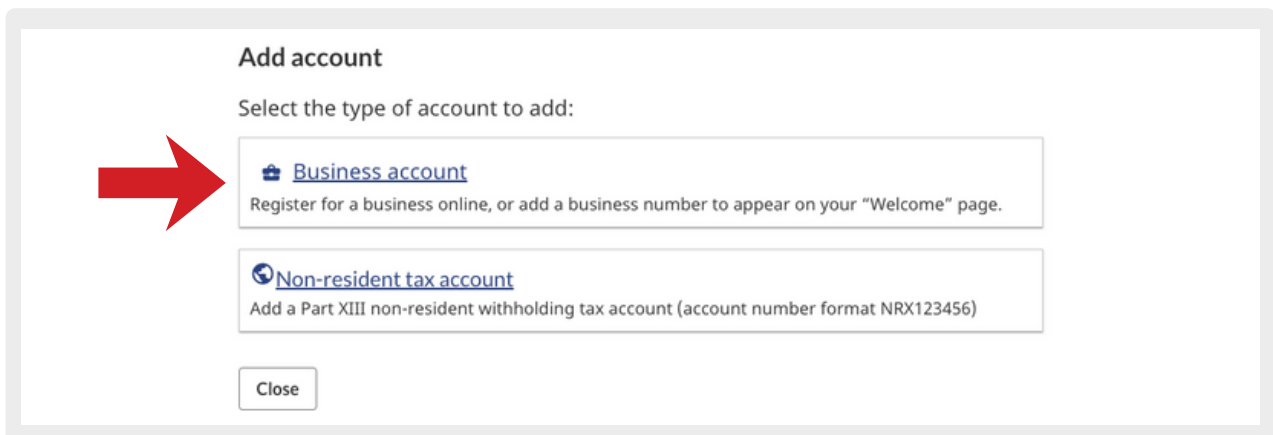 Add account
Select the type of account to add:
Business account
Register for a business online, or add a business number to appear on your “Welcome” page.
Non-resident tax account
Add a Part XIII non-resident withholding tax account (account number format NRX123456)
Close